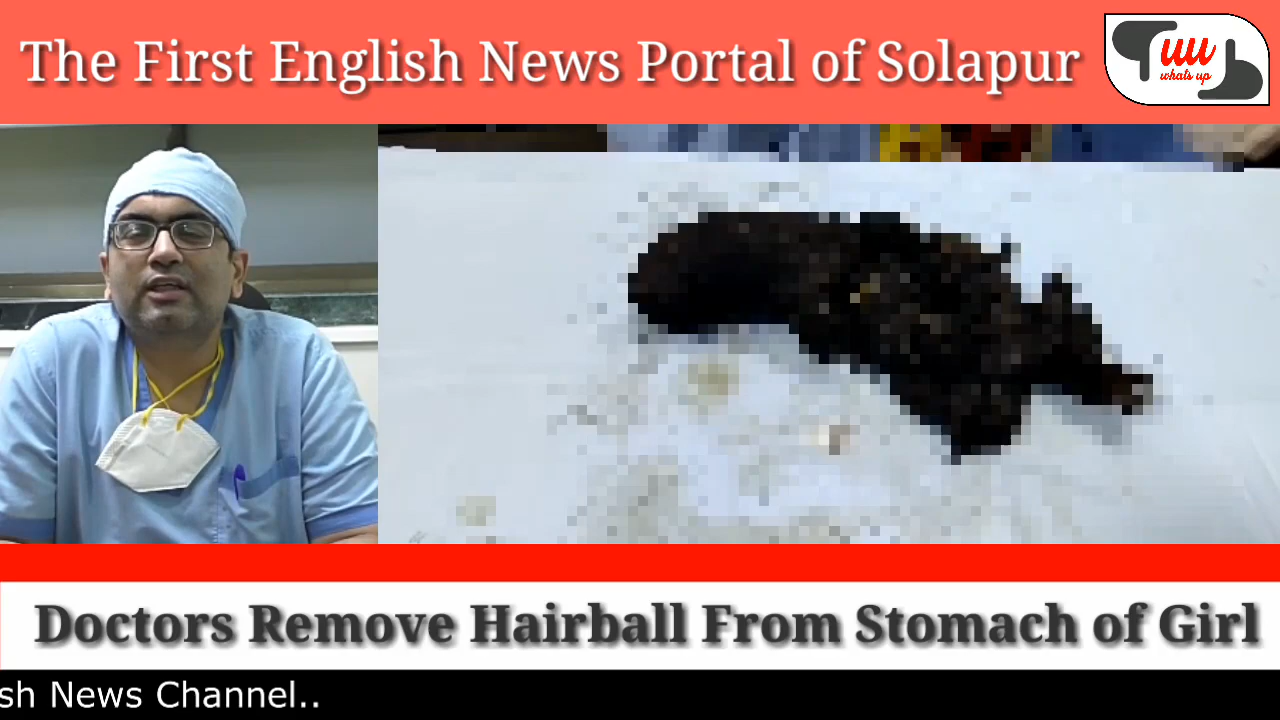 The First English News Portal of Solapur
uu
whats up
Doctors Remove Hairball From Stomach of Girl
sh News Channel..